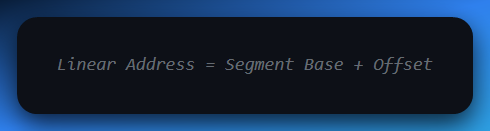 Linear Address = Segment Base + Offset